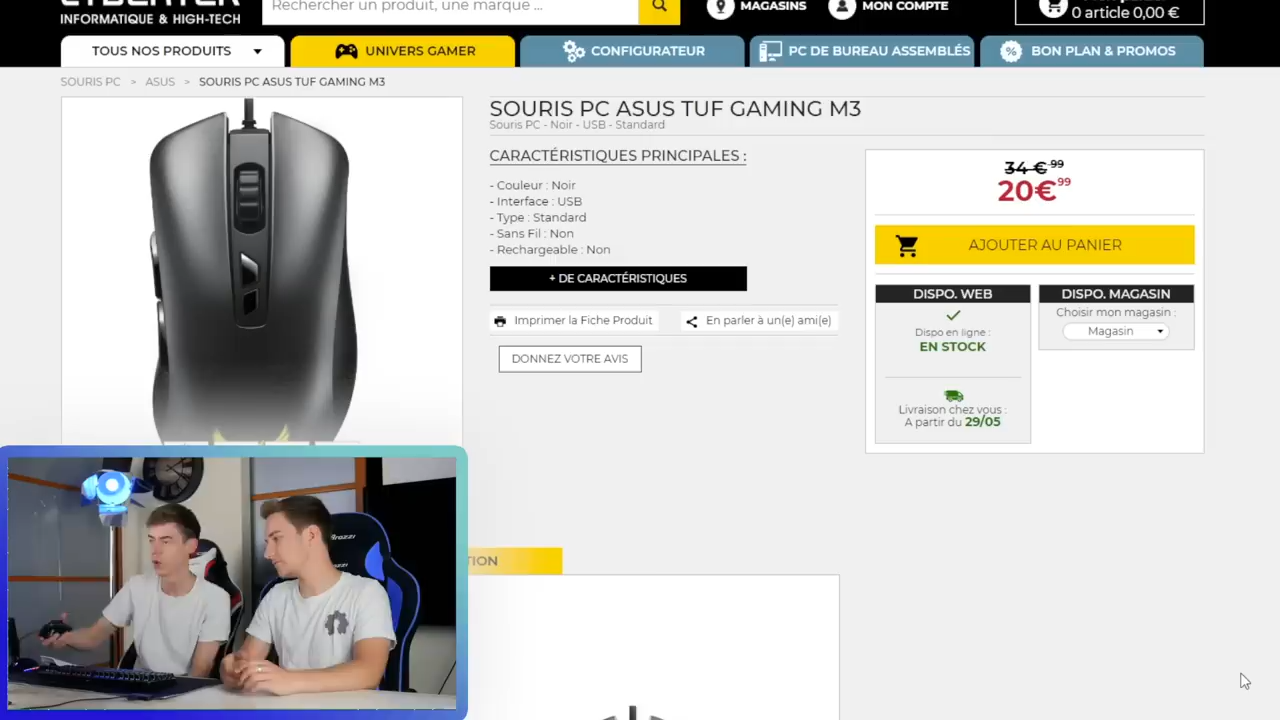 INFORMATIQUE & HIGH-TECH
Rechercher un produit, une marque ...
MAGASINS
MON COMPTE
0 article 0,00 €
TOUS NOS PRODUITS
UNIVERS GAMER
CONFIGURATEUR
PC DE BUREAU ASSEMBLÉS
BON PLAN & PROMOS
SOURIS PC > ASUS > SOURIS PC ASUS TUF GAMING M3
SOURIS PC ASUS TUF GAMING M3
Souris PC - Noir - USB - Standard
CARACTÉRISTIQUES PRINCIPALES :
- Couleur : Noir
- Interface : USB
- Type : Standard
- Sans Fil : Non
- Rechargeable : Non
+ DE CARACTÉRISTIQUES
Imprimer la Fiche Produit
En parler à un(e) ami(e)
DONNEZ VOTRE AVIS
34 € 99
20€99
AJOUTER AU PANIER
DISPO. WEB
Dispo en ligne :
EN STOCK
Livraison chez vous :
A partir du 29/05
DISPO. MAGASIN
Choisir mon magasin :
Magasin
TION